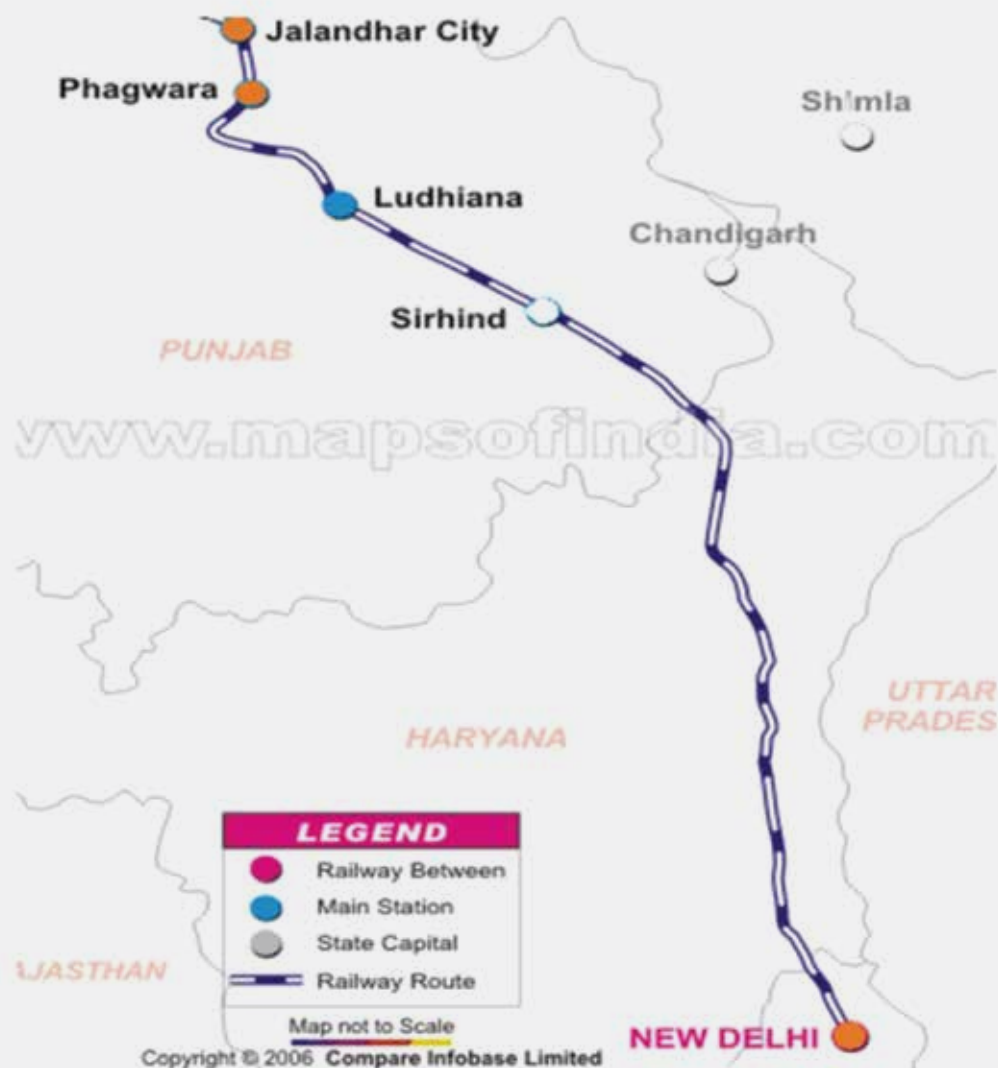 Jalandhar City
Phagwara
Shimla
Ludhiana
Chandigarh
Sirhind
PUNJAB
www.mapsofindia.com
UTTAR
PRADES
HARYANA
LEGEND
Railway Between
Main Station
State Capital
Railway Route
AJASTHAN
Map not to Scale
NEW DELHI
Copyright © 2006 Compare Infobase Limited